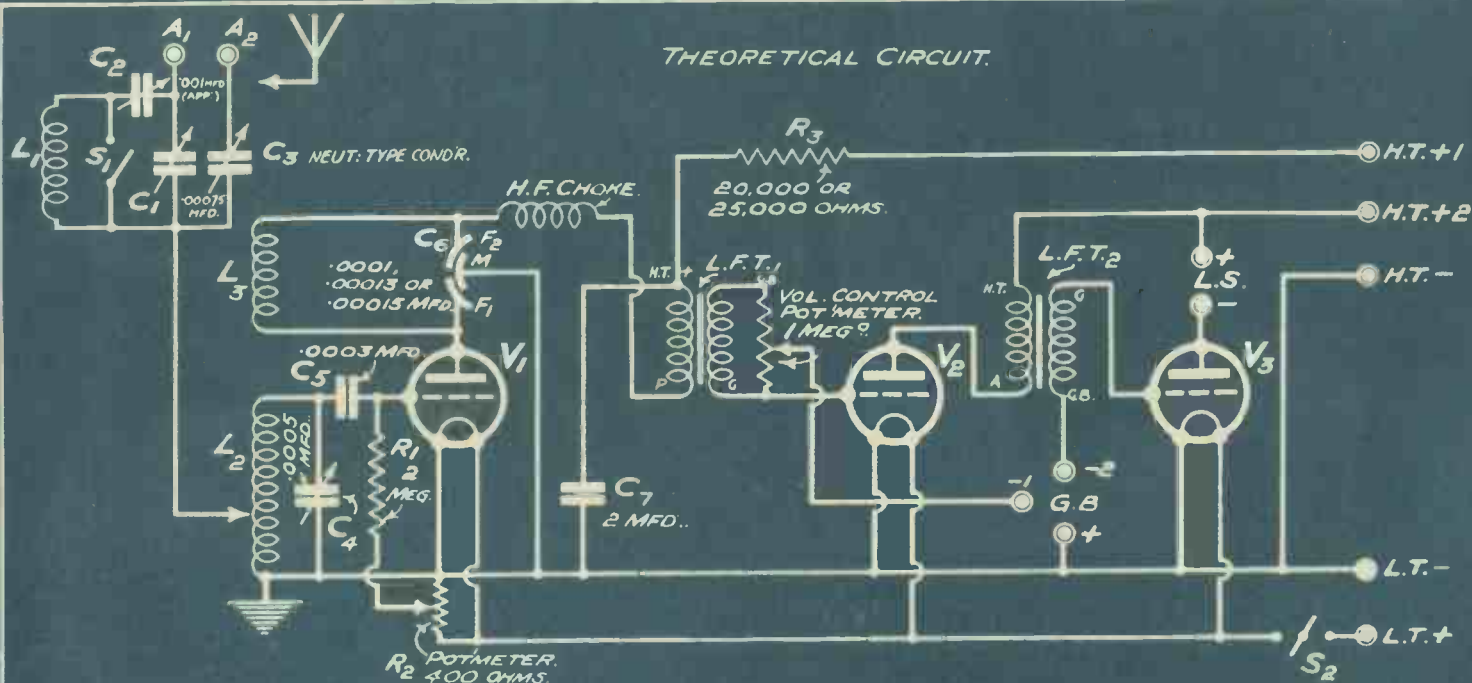 THEORETICAL CIRCUIT.
A1
A2
C2
.001 MFD
(APP.)
L1
S1
C1
.00075
MFD.
C3 NEUT: TYPE COND'R.
R3
20,000 OR
25,000 OHMS.
H.T.+1
H.T.+2
H.T.-
H.F. CHOKE.
L3
C6
F2
M
F1
.0001,
.00013 OR
.00015 MFD.
H.T. +
L.F.T.1
P
G
VOL. CONTROL
POT'METER.
1 MEGΩ.
L.F.T.2
H.T.
G
A
G.B.
+
L.S.
-
.0003 MFD.
C5
V1
V2
V3
L2
.0005
MFD.
C4
R1
2
MEG.
C7
2 MFD..
-1
-2
G.B
+
L.T.-
L.T.+
S2
R2 POT'METER.
400 OHMS.